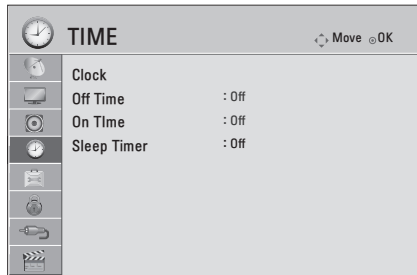 TIME
Move ⊙OK
Clock
Off Time : Off
On TIme : Off
Sleep Timer : Off